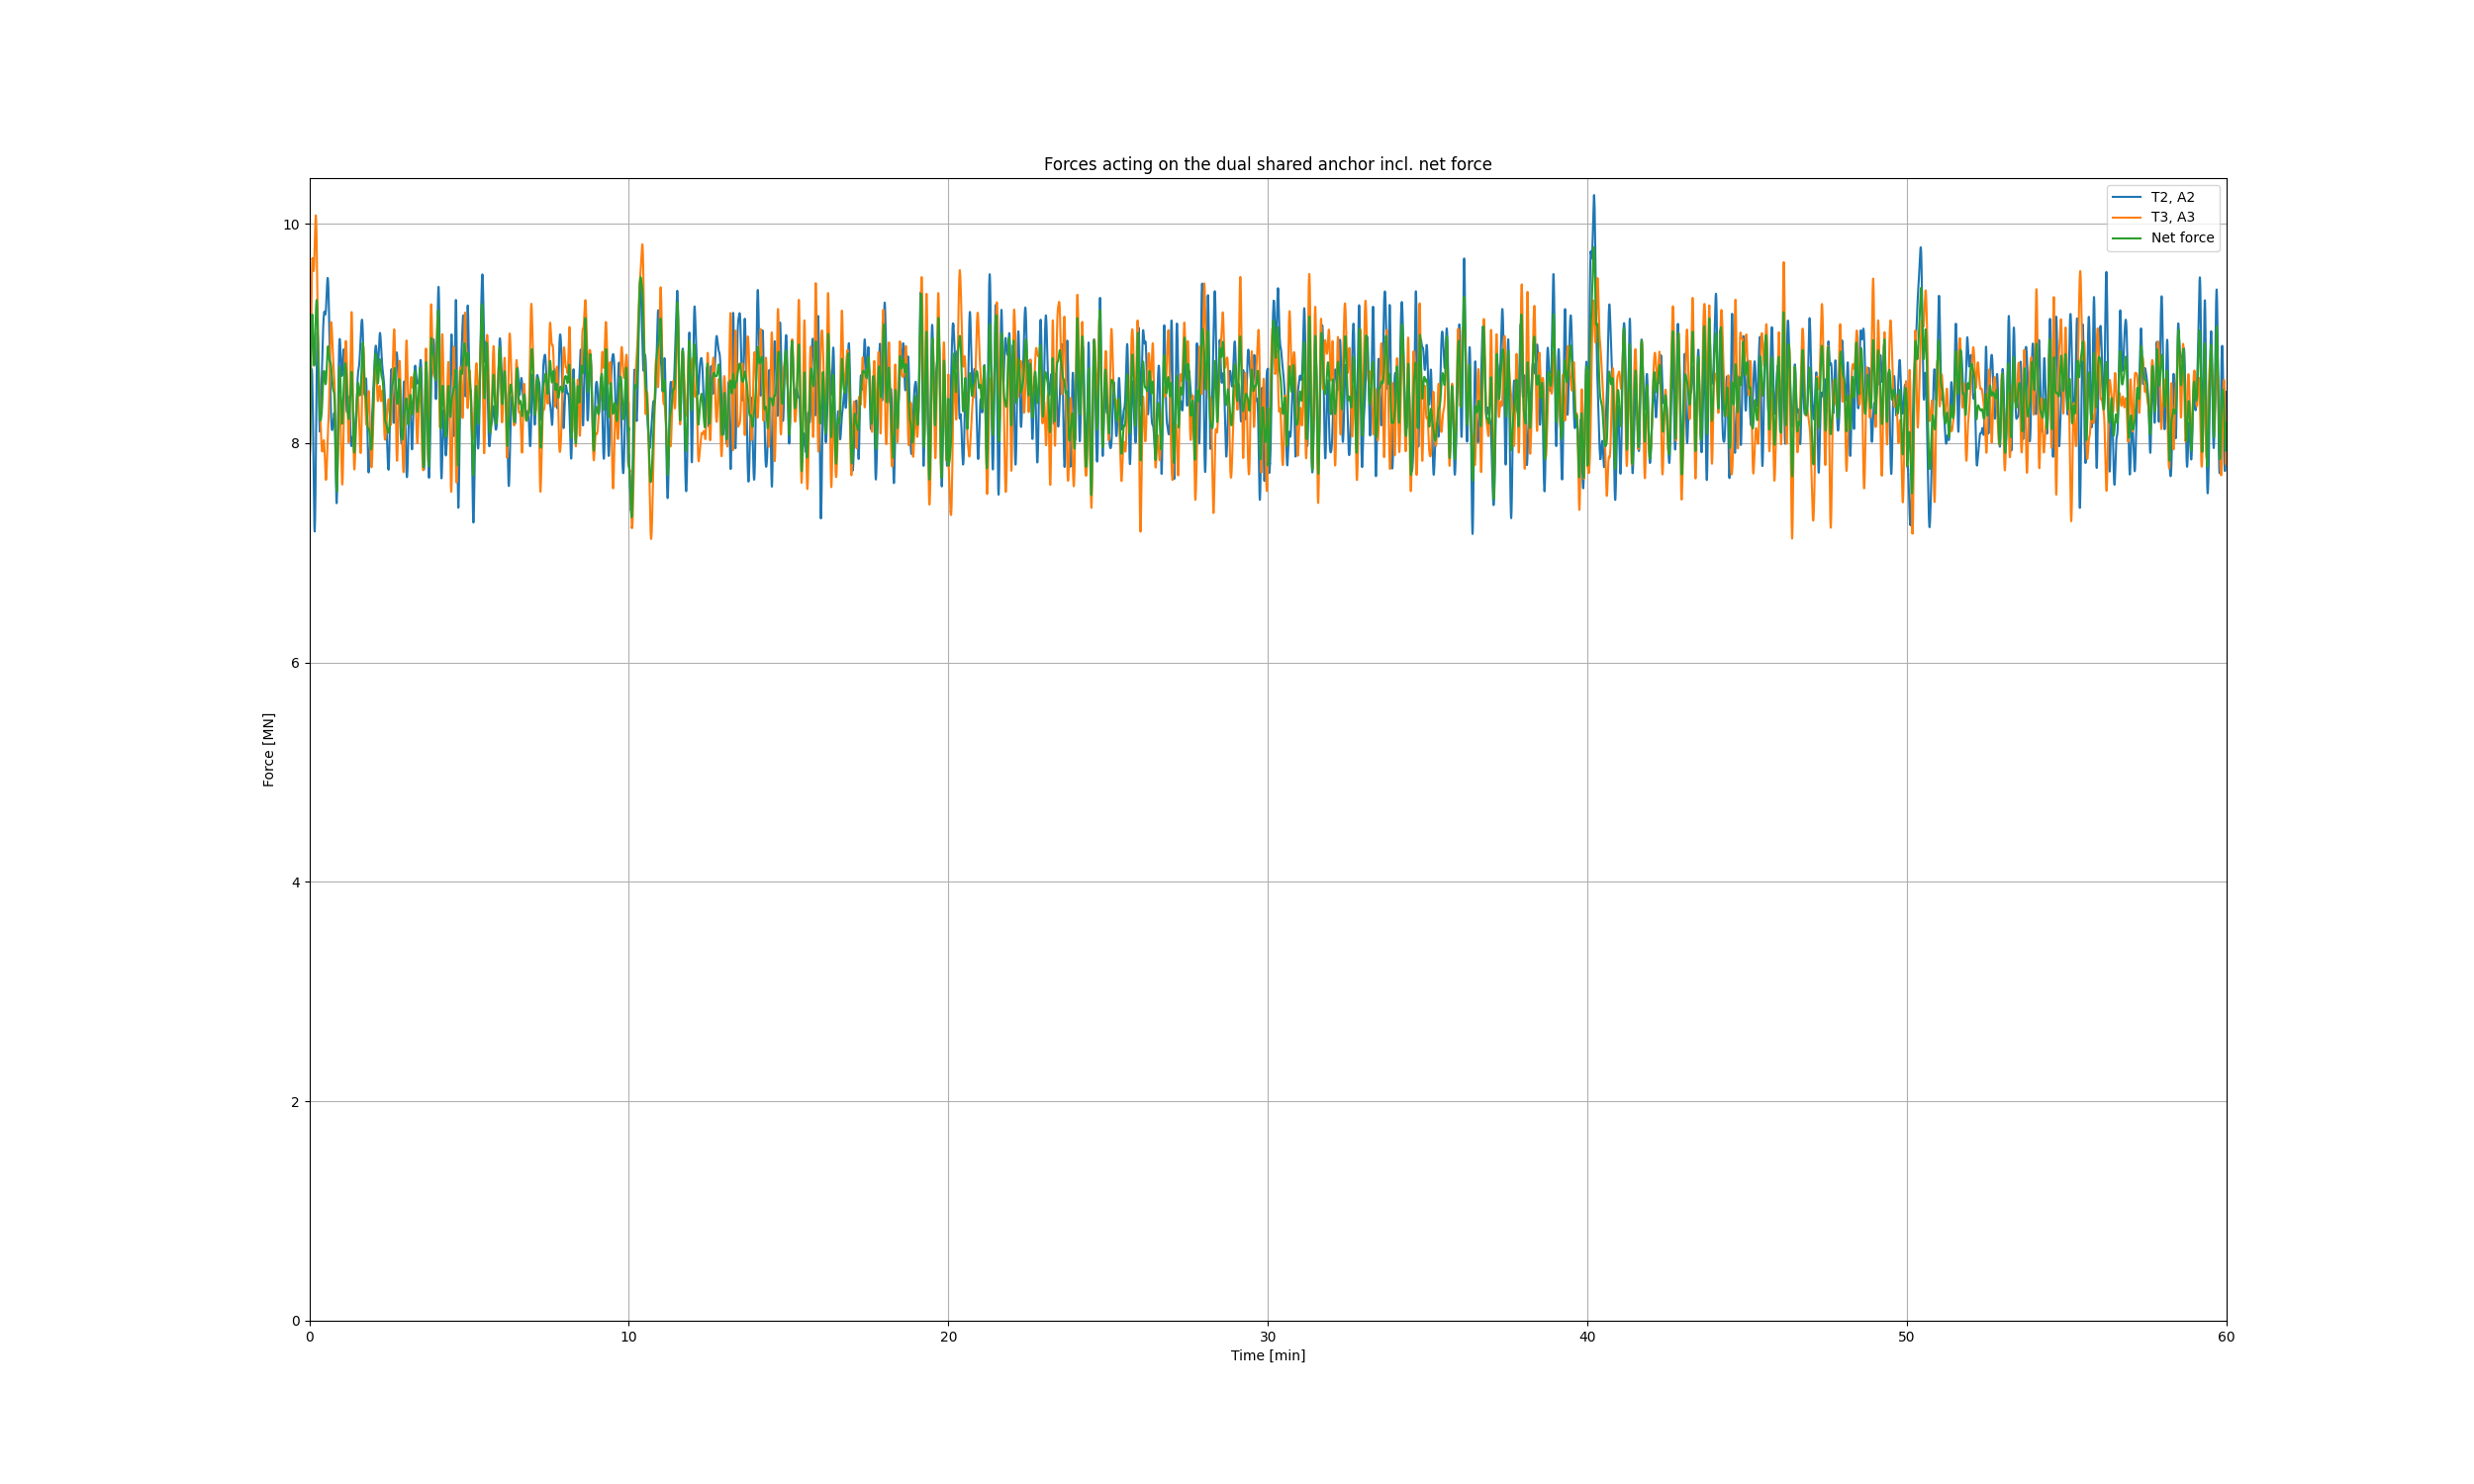 Forces acting on the dual shared anchor incl. net force
T2, A2
T3, A3
Net force
10
8
6
4
2
0
Force [MN]
0 10 20 30 40 50 60
Time [min]